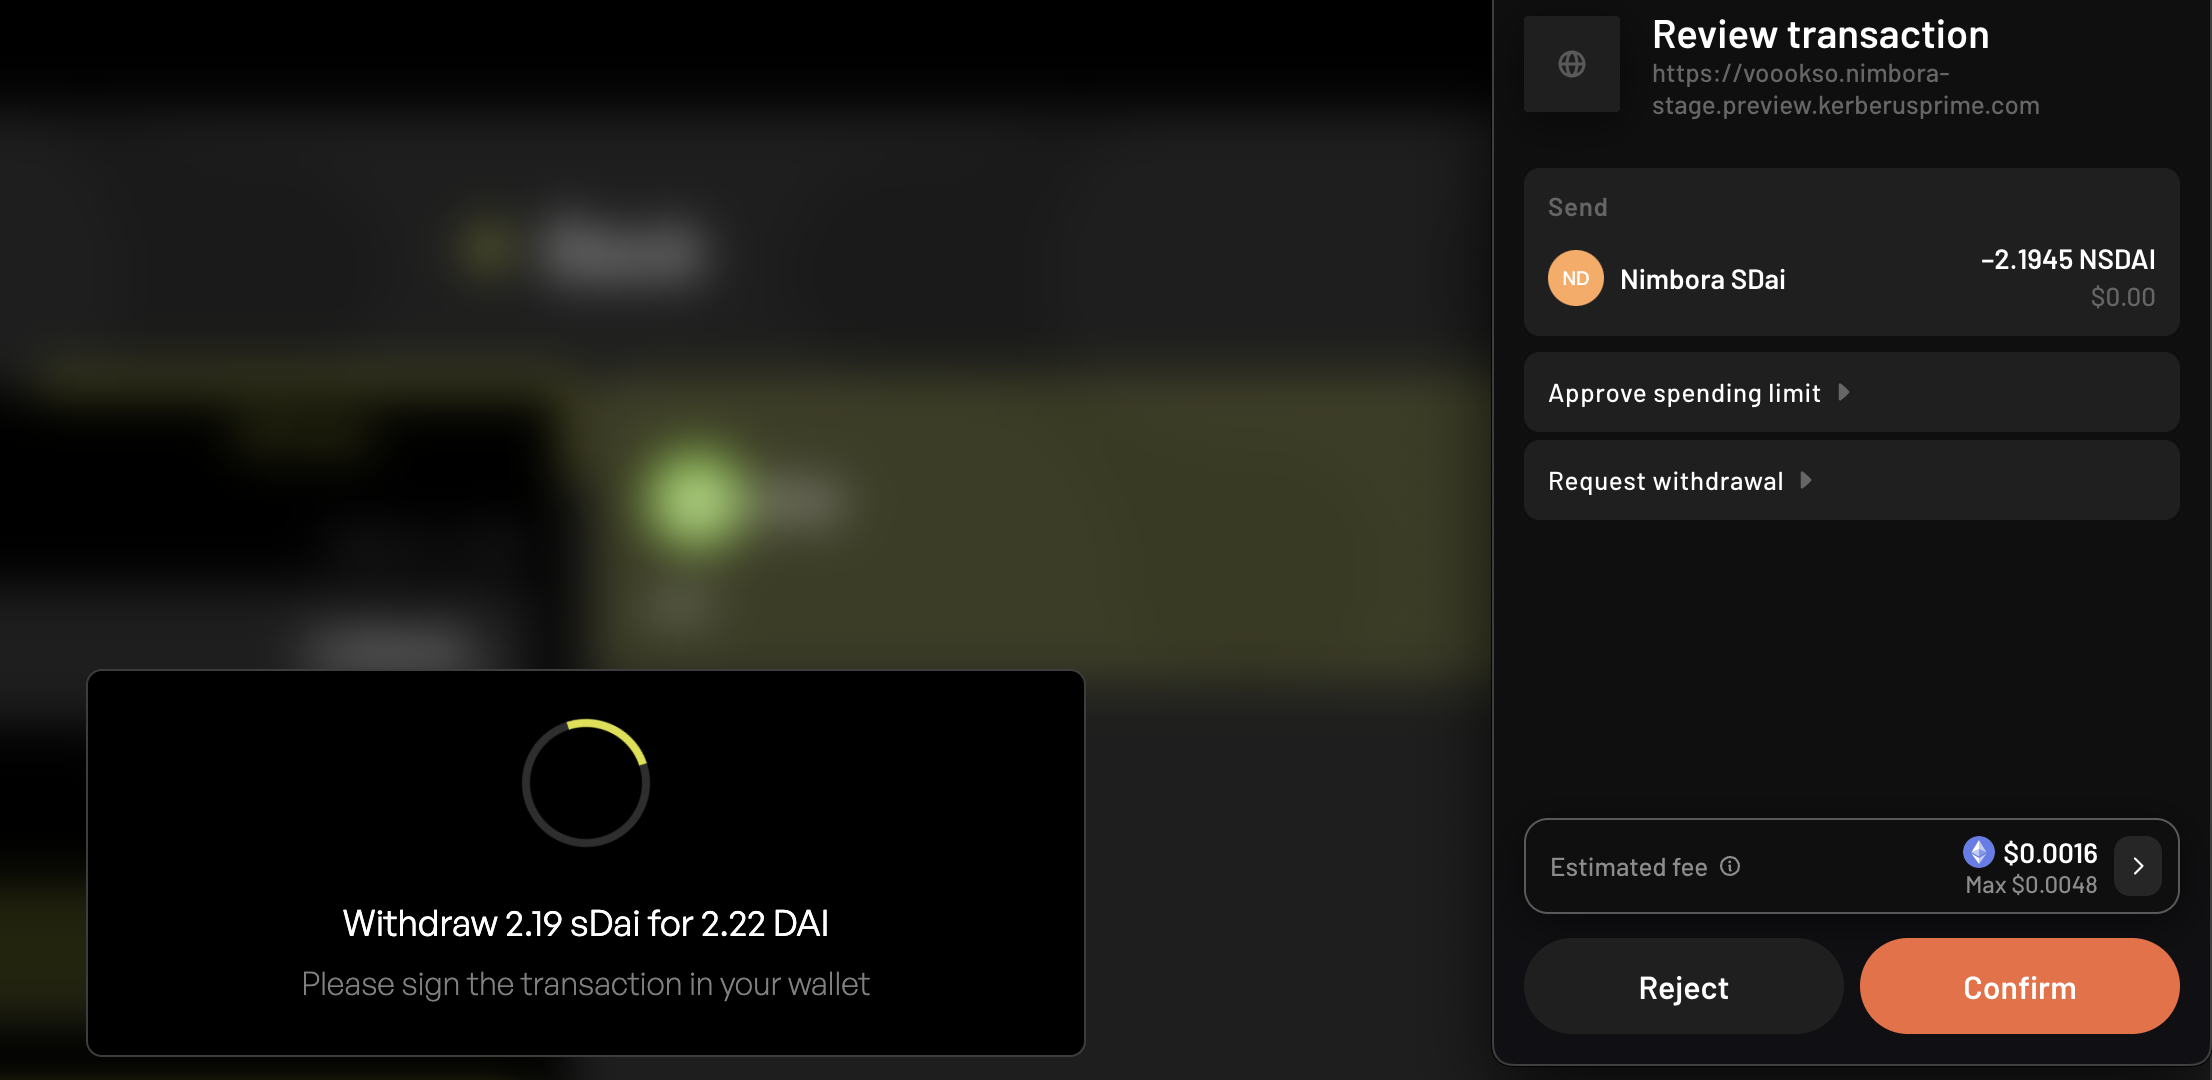 Review transaction
https://voookso.nimbora-
stage.preview.kerberusprime.com
Send
ND
Nimbora SDai
–2.1945 NSDAI
$0.00
Approve spending limit
Request withdrawal
Estimated fee
$0.0016
Max $0.0048
Reject
Confirm
Withdraw 2.19 sDai for 2.22 DAI
Please sign the transaction in your wallet